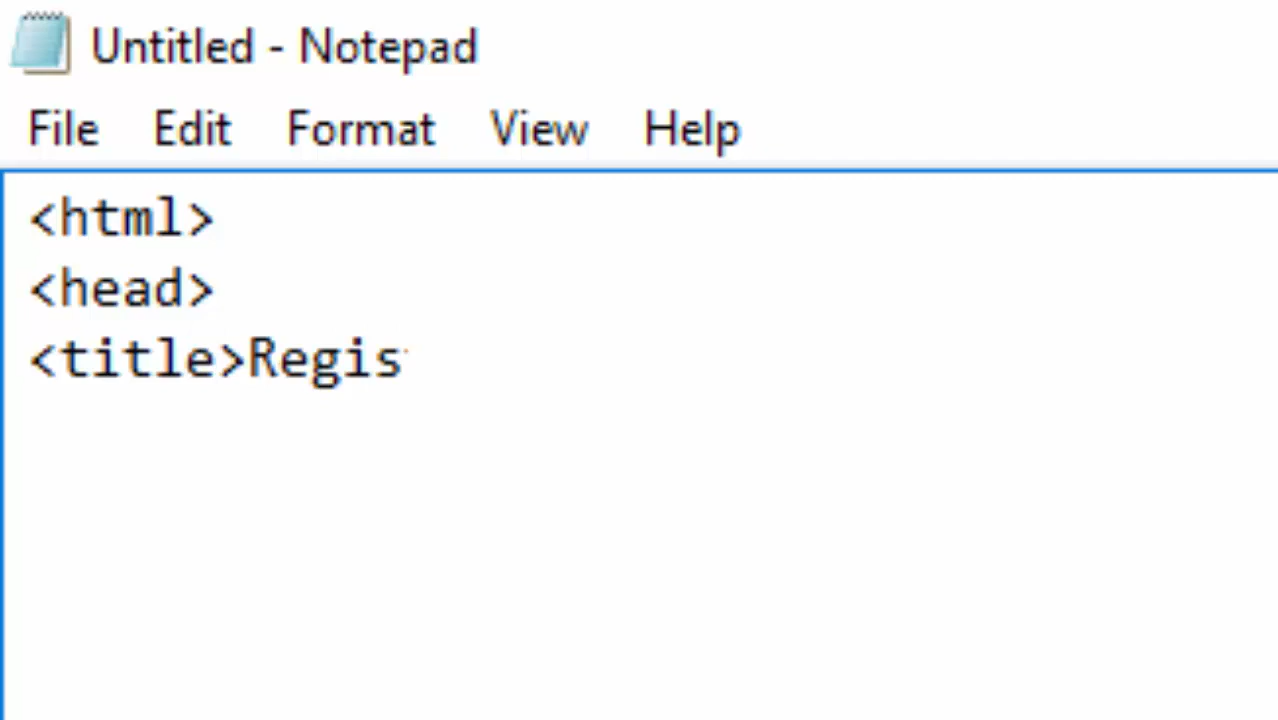 Untitled - Notepad
File Edit Format View Help
<html>
<head>
<title>Regis